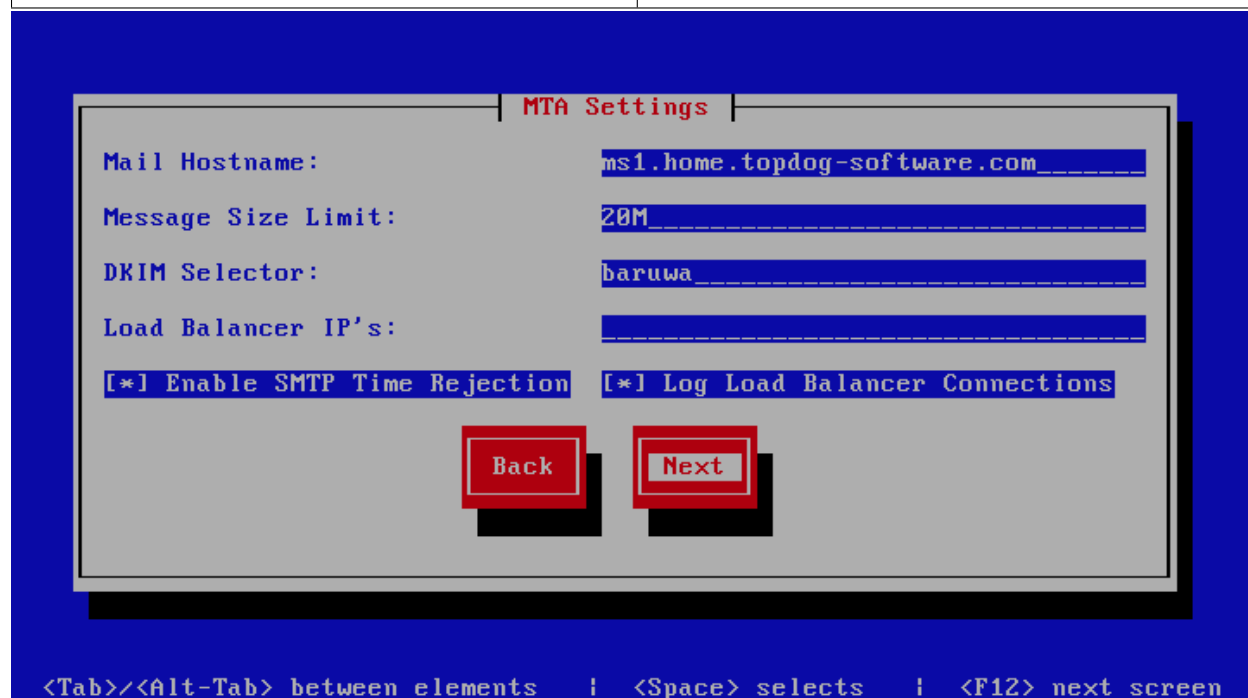 MTA Settings
Mail Hostname: ms1.home.topdog-software.com_______
Message Size Limit: 20M________________________________
DKIM Selector: baruwa_____________________________
Load Balancer IP's: ___________________________________
[*] Enable SMTP Time Rejection [*] Log Load Balancer Connections
Back Next
<Tab>/<Alt-Tab> between elements | <Space> selects | <F12> next screen